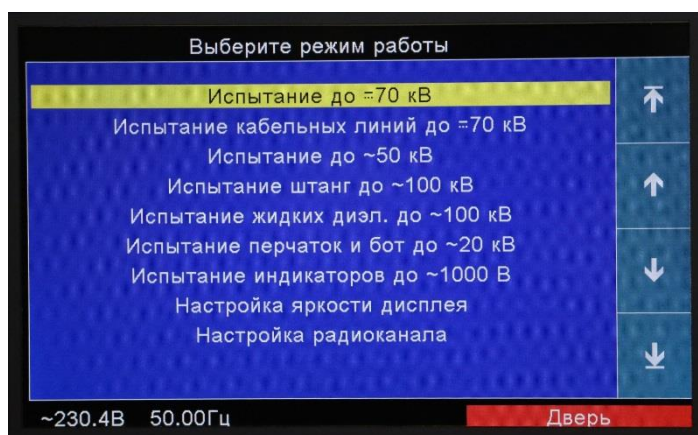 Выберите режим работы
Испытание до ⎓70 кВ
Испытание кабельных линий до ⎓70 кВ
Испытание до ~50 кВ
Испытание штанг до ~100 кВ
Испытание жидких диэл. до ~100 кВ
Испытание перчаток и бот до ~20 кВ
Испытание индикаторов до ~1000 В
Настройка яркости дисплея
Настройка радиоканала
~230.4В 50.00Гц Дверь